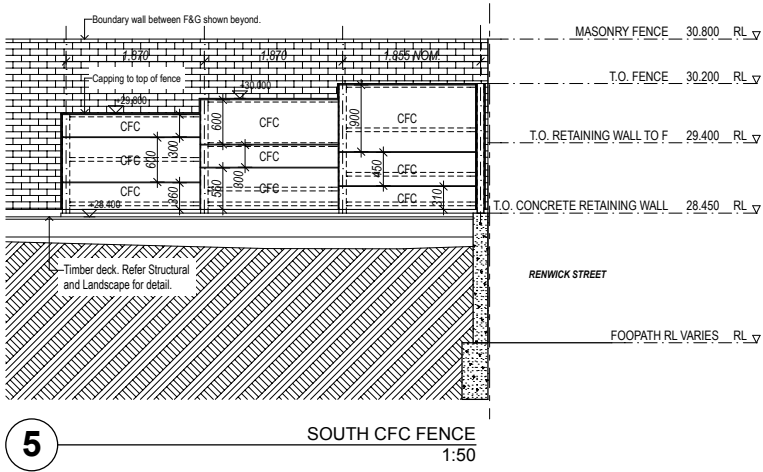 Boundary wall between F&G shown beyond.
MASONRY FENCE 30.800 RL
1.870 1.870 1.855 NOM.
Capping to top of fence
T.O. FENCE 30.200 RL
+29.800
+30.000
CFC
CFC
CFC
300
600
900
T.O. RETAINING WALL TO F 29.400 RL
CFC
CFC
CFC
600
300
450
CFC
CFC
CFC
360
560
310
+28.400
T.O. CONCRETE RETAINING WALL 28.450 RL
Timber deck. Refer Structural
and Landscape for detail.
RENWICK STREET
FOOPATH RL VARIES RL
5
SOUTH CFC FENCE
1:50